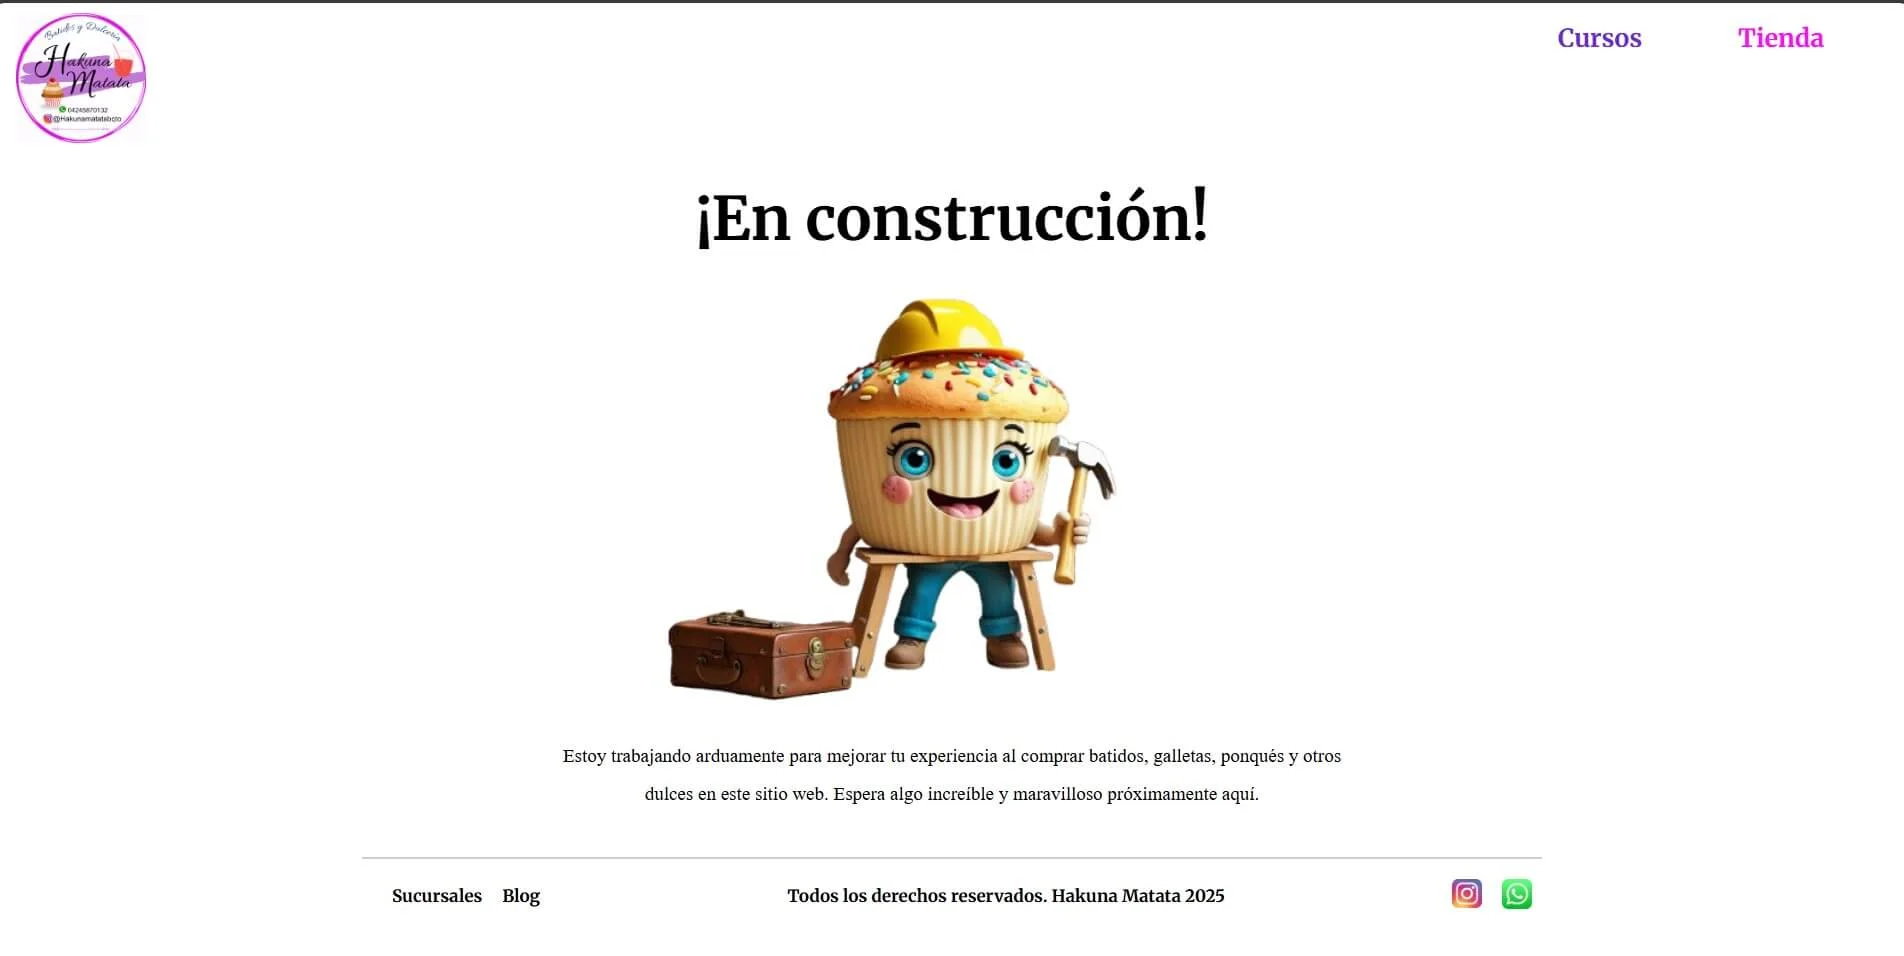 Batidos y Dulcería
Hakuna
Matata
04245870132
@Hakunamatatabqto
Cursos
Tienda
¡En construcción!
Estoy trabajando arduamente para mejorar tu experiencia al comprar batidos, galletas, ponqués y otros
dulces en este sitio web. Espera algo increíble y maravilloso próximamente aquí.
Sucursales
Blog
Todos los derechos reservados. Hakuna Matata 2025